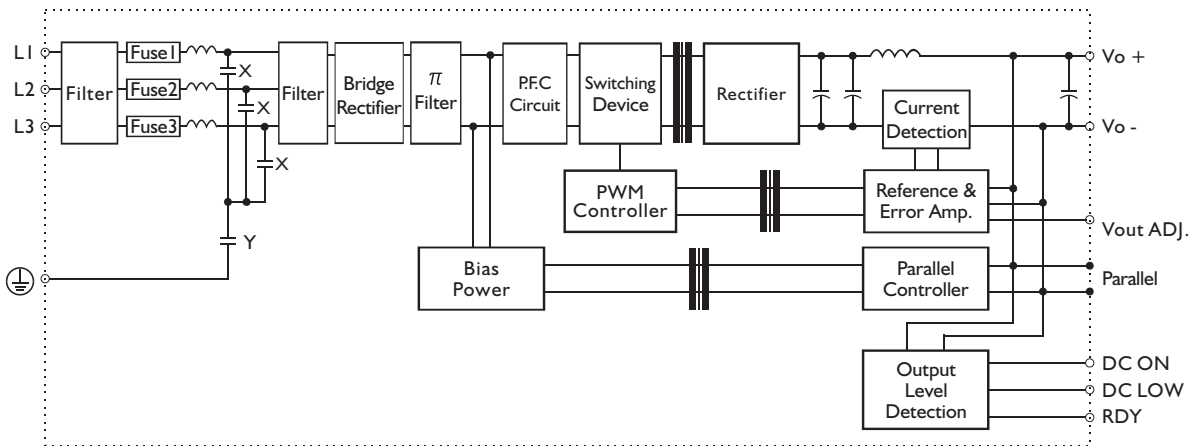 L1
L2
L3
Filter
Fuse1
Fuse2
Fuse3
X
X
X
Y
Filter
Bridge
Rectifier
π
Filter
P.F.C
Circuit
Switching
Device
Rectifier
Current
Detection
Vo +
Vo -
PWM
Controller
Reference &
Error Amp.
Vout ADJ.
Bias
Power
Parallel
Controller
Parallel
Output
Level
Detection
DC ON
DC LOW
RDY